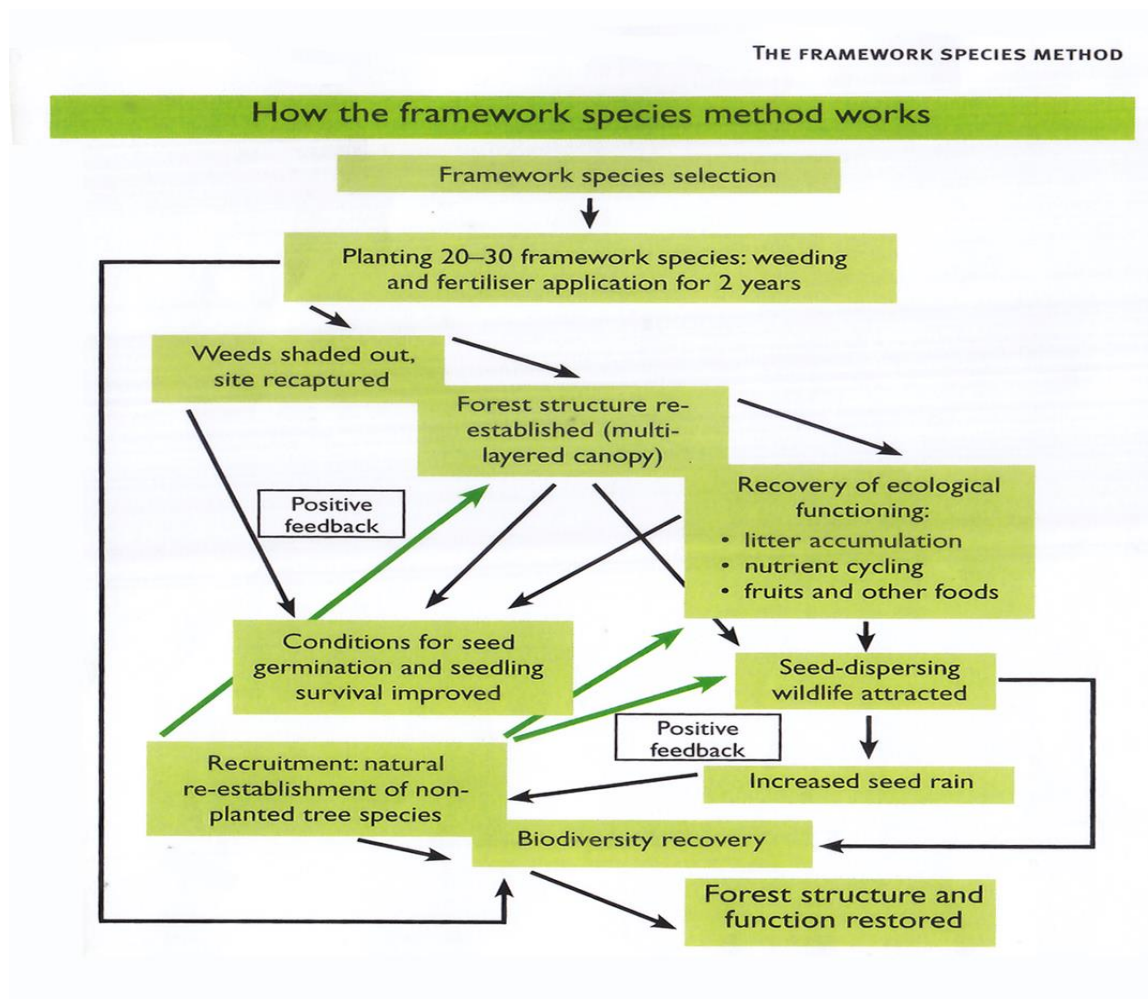 THE FRAMEWORK SPECIES METHOD
How the framework species method works
Framework species selection
Planting 20–30 framework species: weeding
and fertiliser application for 2 years
Weeds shaded out,
site recaptured
Forest structure re-
established (multi-
layered canopy)
Recovery of ecological
functioning:
• litter accumulation
• nutrient cycling
• fruits and other foods
Positive
feedback
Conditions for seed
germination and seedling
survival improved
Seed-dispersing
wildlife attracted
Positive
feedback
Recruitment: natural
re-establishment of non-
planted tree species
Increased seed rain
Biodiversity recovery
Forest structure and
function restored